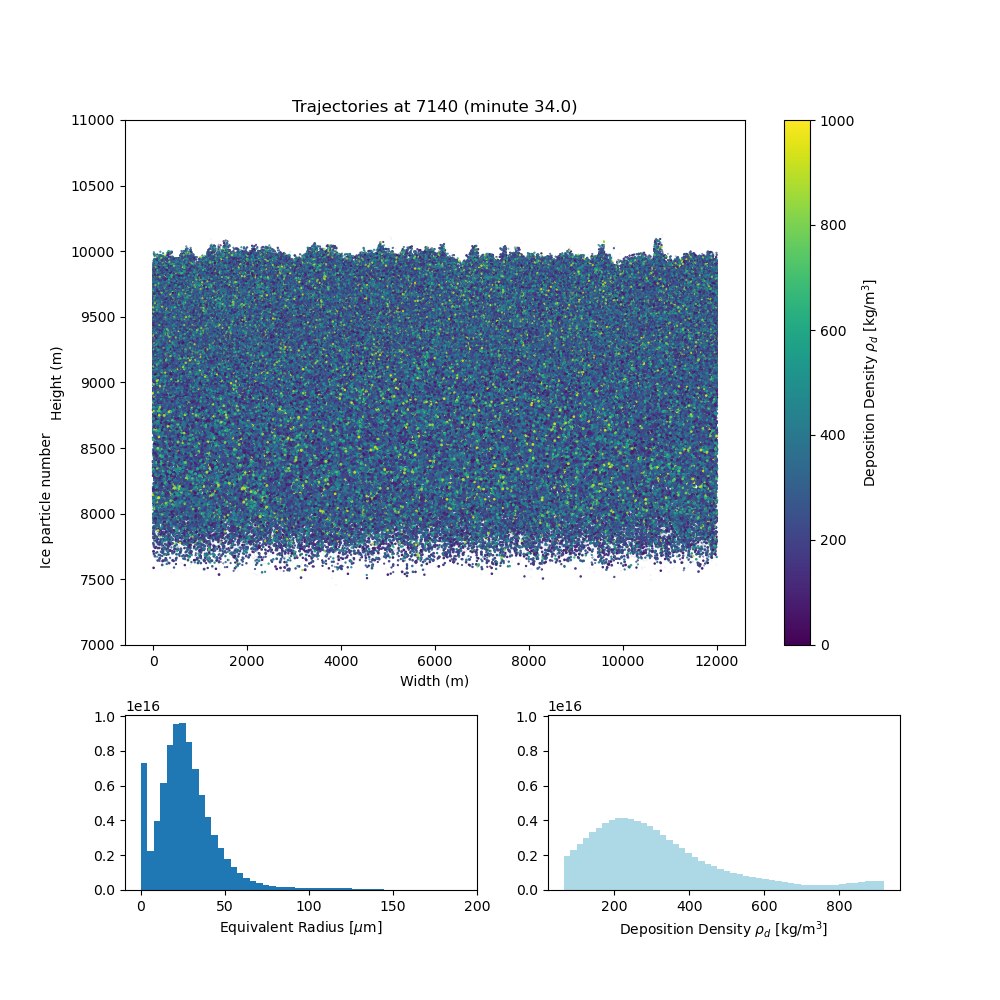 Trajectories at 7140 (minute 34.0)
11000
10500
10000
9500
9000
8500
8000
7500
7000
Height (m)
Ice particle number
0 2000 4000 6000 8000 10000 12000
Width (m)
1000
800
600
400
200
0
Deposition Density ρd [kg/m³]
1e16
1.0
0.8
0.6
0.4
0.2
0.0
0 50 100 150 200
Equivalent Radius [μm]
1e16
1.0
0.8
0.6
0.4
0.2
0.0
200 400 600 800
Deposition Density ρd [kg/m³]